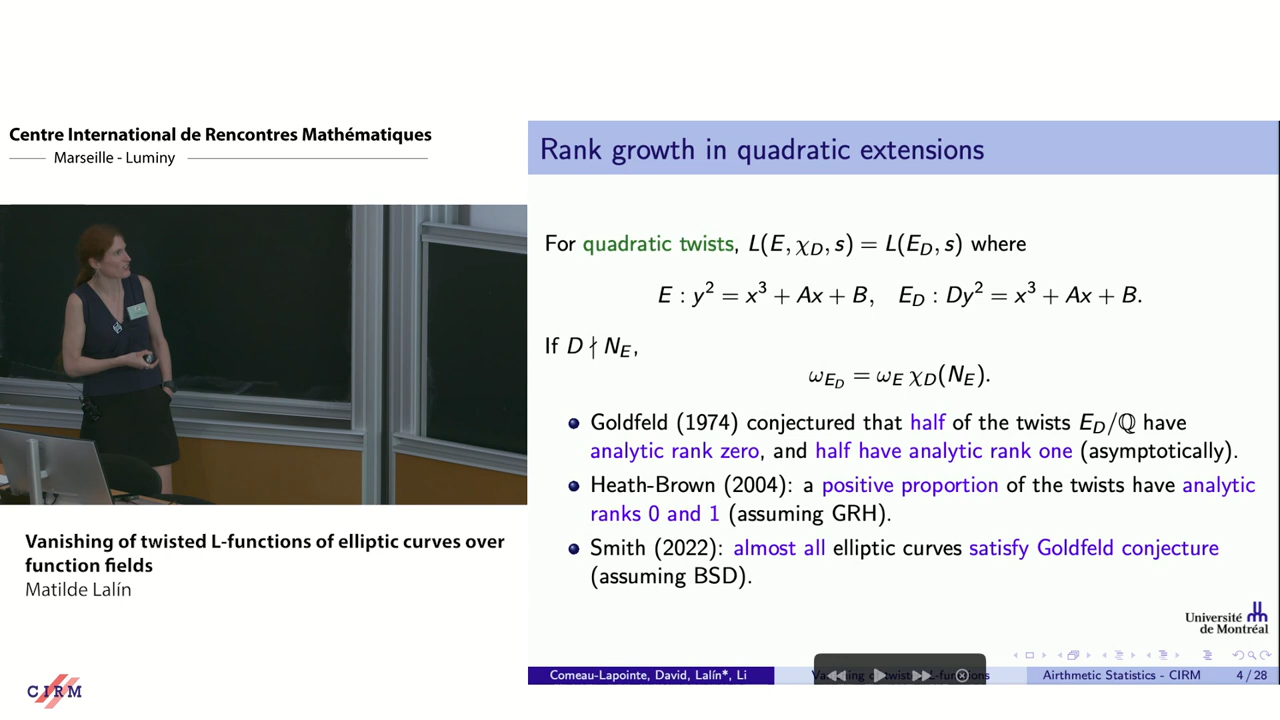 Centre International de Rencontres Mathématiques
Marseille - Luminy
Rank growth in quadratic extensions
For quadratic twists, L(E, χ_D, s) = L(E_D, s) where
E : y² = x³ + Ax + B, E_D : Dy² = x³ + Ax + B.
If D ∤ N_E,
ω_{E_D} = ω_E χ_D(N_E).
Goldfeld (1974) conjectured that half of the twists E_D/ℚ have
analytic rank zero, and half have analytic rank one (asymptotically).
Heath-Brown (2004): a positive proportion of the twists have analytic
ranks 0 and 1 (assuming GRH).
Smith (2022): almost all elliptic curves satisfy Goldfeld conjecture
(assuming BSD).
Université
de Montréal
Comeau-Lapointe, David, Lalín*, Li
Airthmetic Statistics - CIRM
4 / 28
Vanishing of twisted L-functions of elliptic curves over
function fields
Matilde Lalín
CIRM